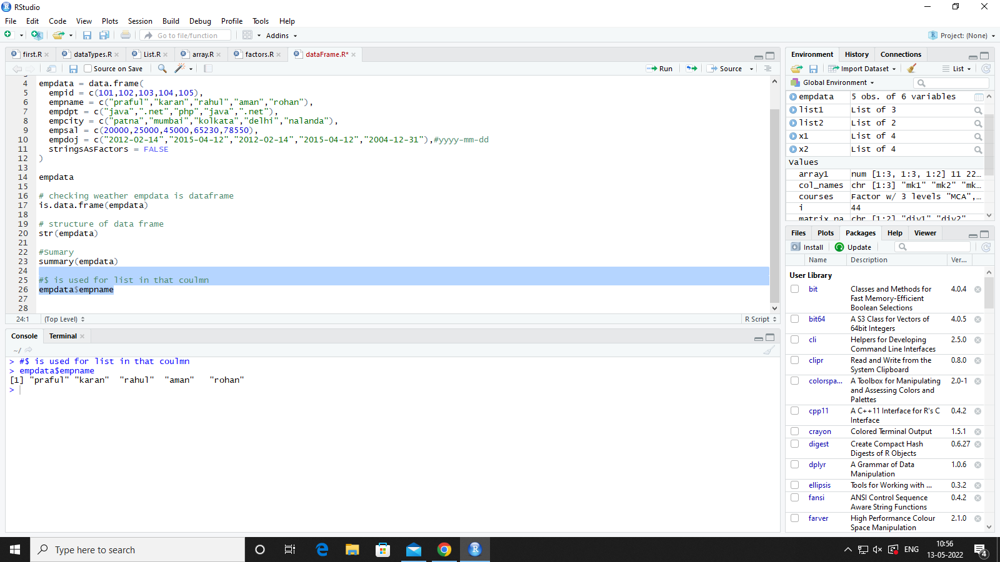 RStudio
File Edit Code View Plots Session Build Debug Profile Tools Help
Go to file/function Addins Project: (None)
first.R dataTypes.R List.R array.R factors.R dataFrame.R*
Source on Save Run Source
4 empdata = data.frame(
5 empid = c(101,102,103,104,105),
6 empname = c("praful","karan","rahul","aman","rohan"),
7 empdpt = c("java",".net","php","java",".net"),
8 empcity = c("patna","mumbai","kolkata","delhi","nalanda"),
9 empsal = c(20000,25000,45000,65230,78550),
10 empdoj = c("2012-02-14","2015-04-12","2012-02-14","2015-04-12","2004-12-31"),#yyyy-mm-dd
11 stringsAsFactors = FALSE
12 )
13
14 empdata
15
16 # checking weather empdata is dataframe
17 is.data.frame(empdata)
18
19 # structure of data frame
20 str(empdata)
21
22 #Sumary
23 summary(empdata)
24
25 #$ is used for list in that coulmn
26 empdata$empname
27
28
24:1 (Top Level) R Script
Console Terminal
~/
> #$ is used for list in that coulmn
> empdata$empname
[1] "praful" "karan" "rahul" "aman" "rohan"
>
Environment History Connections
Import Dataset List
Global Environment
empdata 5 obs. of 6 variables
list1 List of 3
list2 List of 2
x1 List of 4
x2 List of 4
Values
array1 num [1:3, 1:3, 1:2] 11 22…
col_names chr [1:3] "mk1" "mk2" "mk…
courses Factor w/ 3 levels "MCA",…
i 44
matrix_na chr [1:2] "div1" "div2"
Files Plots Packages Help Viewer
Install Update
Name Description Ver...
User Library
bit Classes and Methods for 4.0.4
Fast Memory-Efficient
Boolean Selections
bit64 A S3 Class for Vectors of 4.0.5
64bit Integers
cli Helpers for Developing 2.5.0
Command Line Interfaces
clipr Read and Write from the 0.8.0
System Clipboard
colorspa... A Toolbox for Manipulating 2.0-1
and Assessing Colors and
Palettes
cpp11 A C++11 Interface for R's C 0.4.2
Interface
crayon Colored Terminal Output 1.5.1
digest Create Compact Hash 0.6.27
Digests of R Objects
dplyr A Grammar of Data 1.0.6
Manipulation
ellipsis Tools for Working with ... 0.3.2
fansi ANSI Control Sequence 0.4.2
Aware String Functions
farver High Performance Colour 2.1.0
Space Manipulation
Type here to search
ENG
10:56
13-05-2022
4